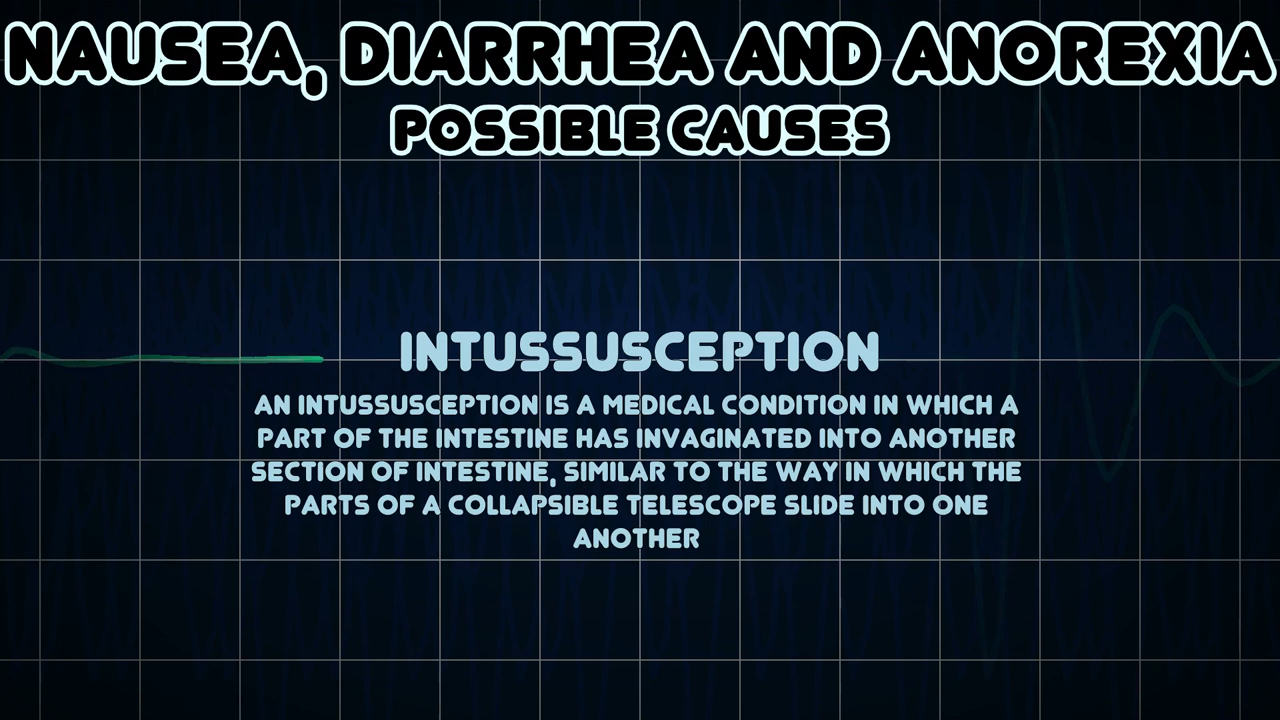 NAUSEA, DIARRHEA AND ANOREXIA
POSSIBLE CAUSES
INTUSSUSCEPTION
AN INTUSSUSCEPTION IS A MEDICAL CONDITION IN WHICH A
PART OF THE INTESTINE HAS INVAGINATED INTO ANOTHER
SECTION OF INTESTINE, SIMILAR TO THE WAY IN WHICH THE
PARTS OF A COLLAPSIBLE TELESCOPE SLIDE INTO ONE
ANOTHER